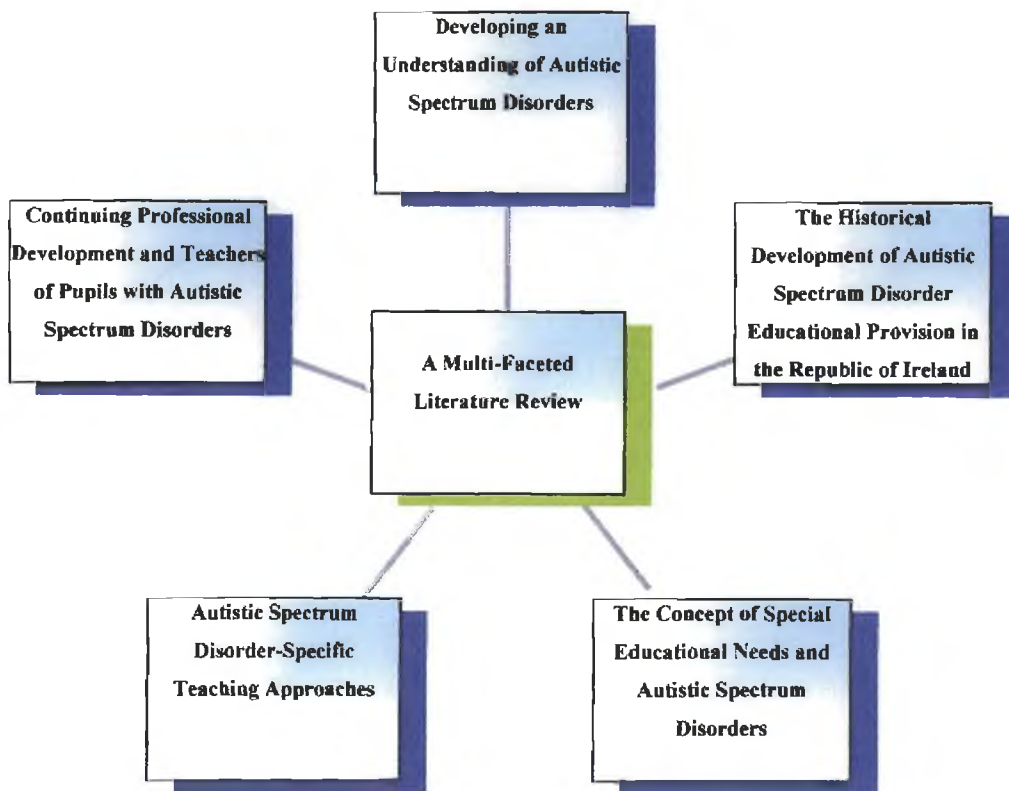 Developing an
Understanding of Autistic
Spectrum Disorders
Continuing Professional
Development and Teachers
of Pupils with Autistic
Spectrum Disorders
The Historical
Development of Autistic
Spectrum Disorder
Educational Provision in
the Republic of Ireland
A Multi-Faceted
Literature Review
Autistic Spectrum
Disorder-Specific
Teaching Approaches
The Concept of Special
Educational Needs and
Autistic Spectrum
Disorders